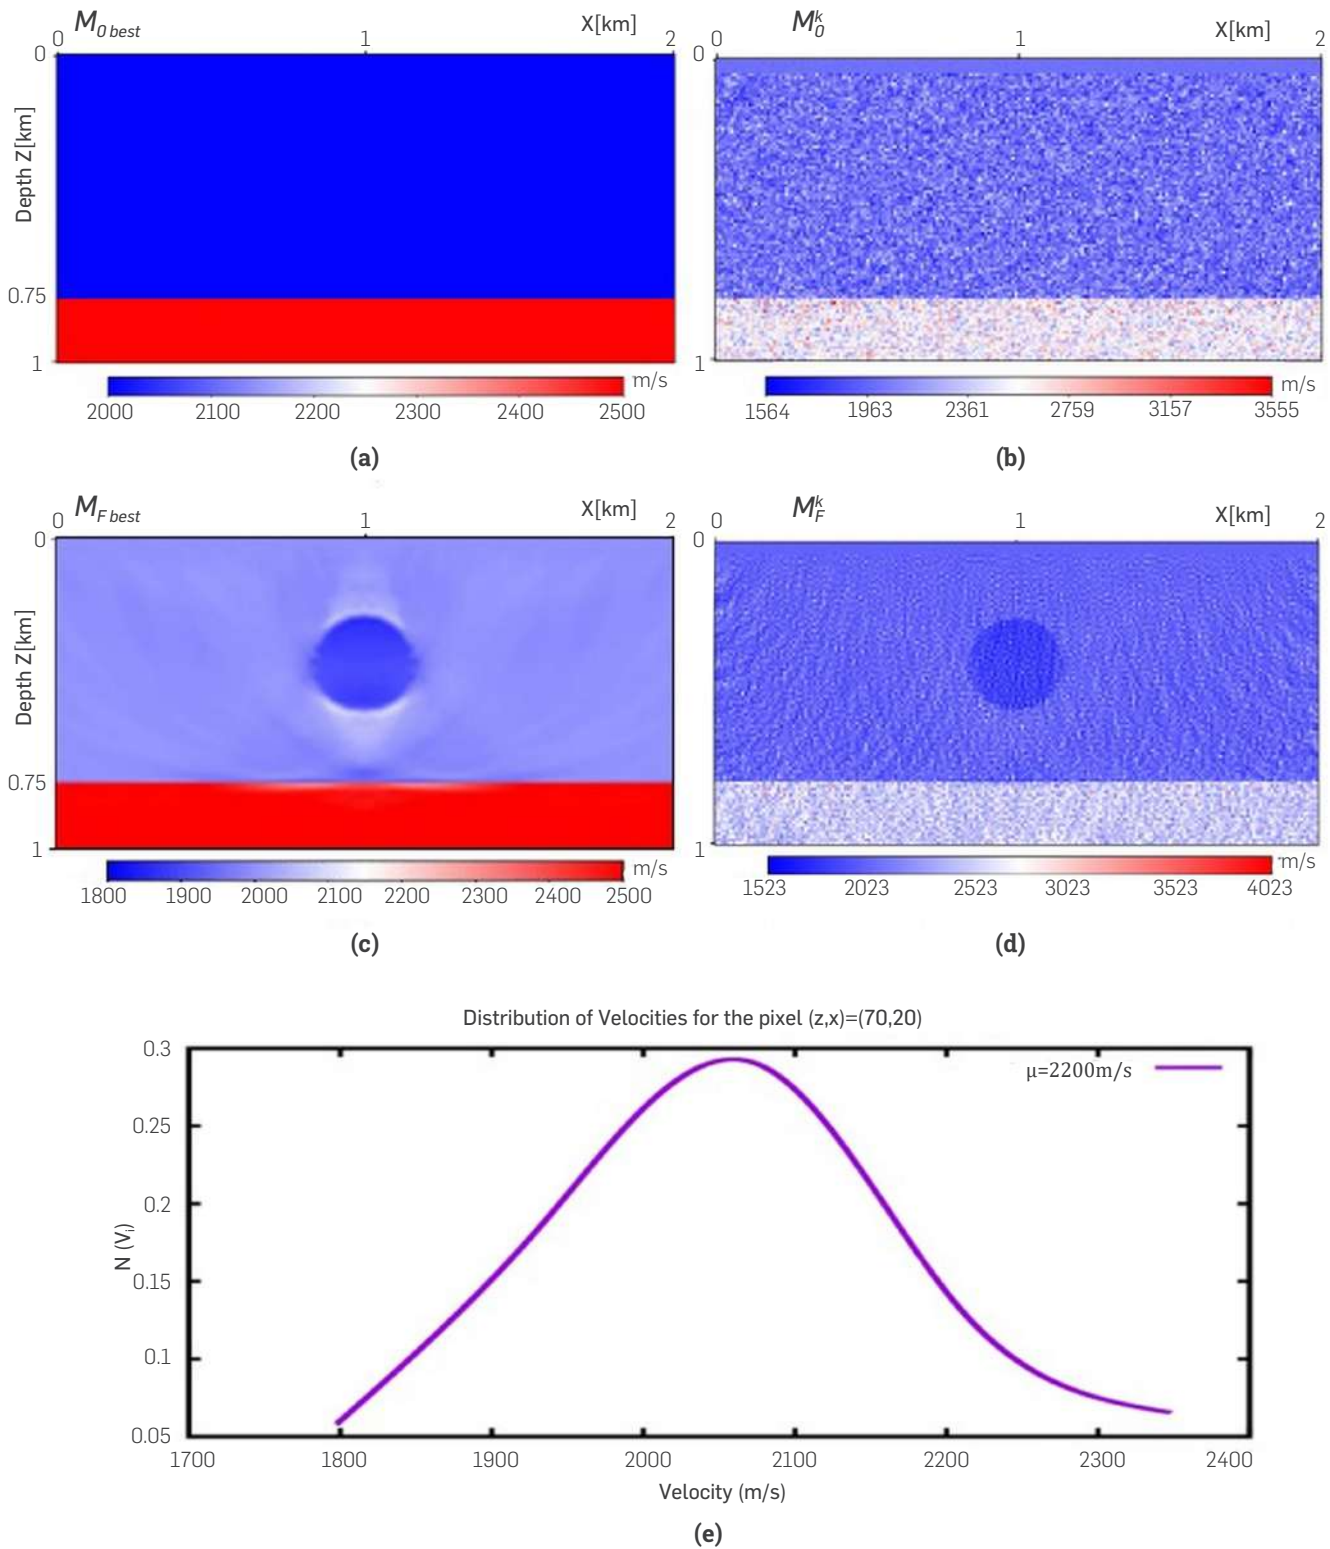 M0 best X[km]
0 1 2
0
Depth Z[km]
0.75
1
m/s
2000 2100 2200 2300 2400 2500
(a)
M0k X[km]
0 1 2
0
1
m/s
1564 1963 2361 2759 3157 3555
(b)
MF best X[km]
0 1 2
0
Depth Z[km]
0.75
1
m/s
1800 1900 2000 2100 2200 2300 2400 2500
(c)
MFk X[km]
0 1 2
0
1
m/s
1523 2023 2523 3023 3523 4023
(d)
Distribution of Velocities for the pixel (z,x)=(70,20)
μ=2200m/s
0.3
0.25
0.2
0.15
0.1
0.05
N (Vi)
1700 1800 1900 2000 2100 2200 2300 2400
Velocity (m/s)
(e)